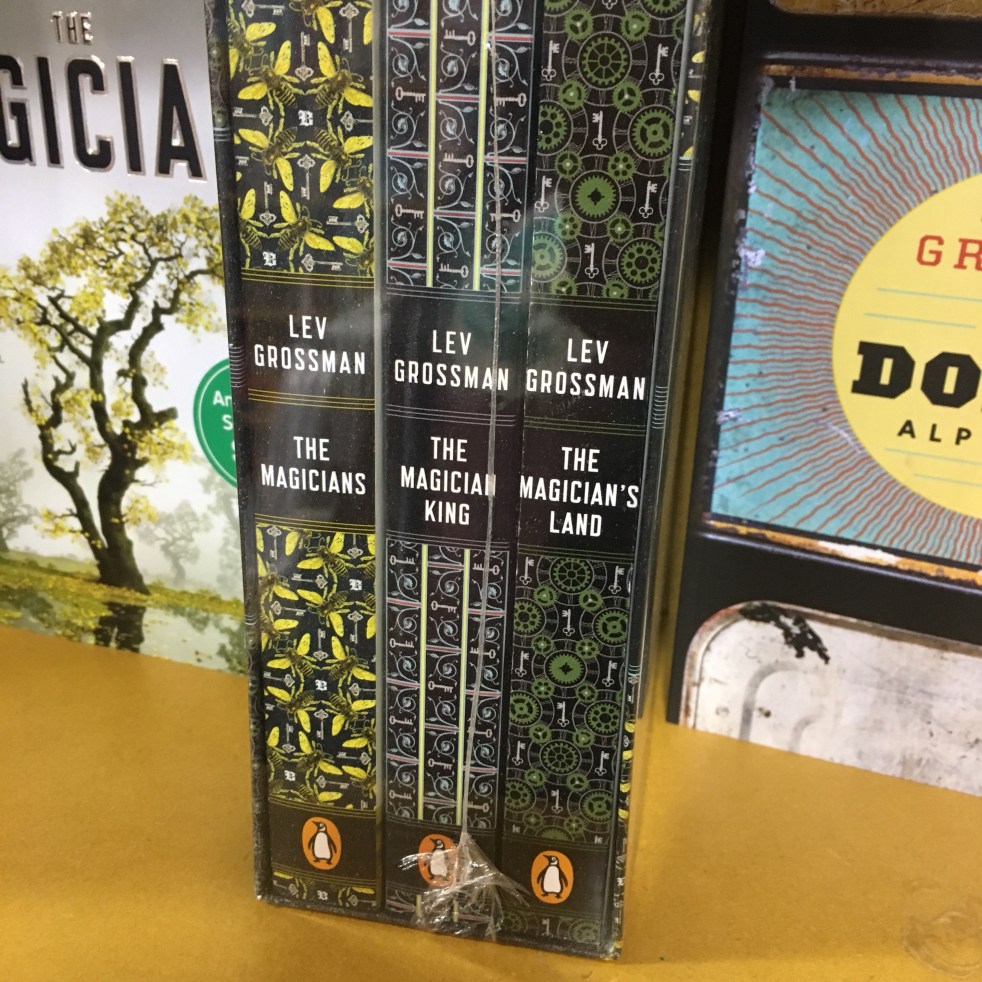 THE
GICIA
An
S
LEV
GROSSMAN
THE
MAGICIANS
LEV
GROSSMAN
THE
MAGICIAN
KING
LEV
GROSSMAN
THE
MAGICIAN'S
LAND
GR
DO
ALP